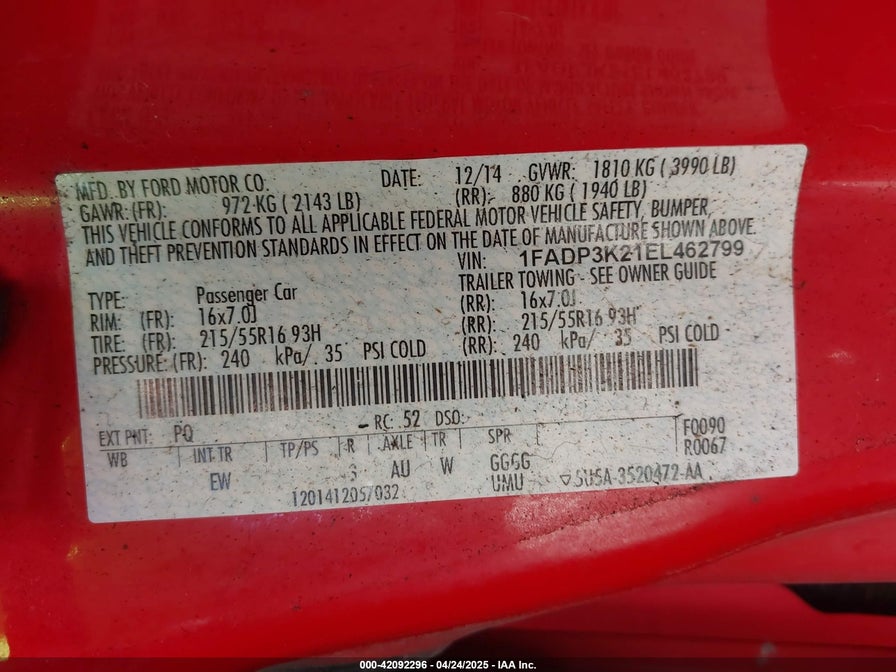 MFD. BY FORD MOTOR CO. DATE: 12/14 GVWR: 1810 KG ( 3990 LB)
GAWR: (FR): 972 KG ( 2143 LB) (RR): 880 KG ( 1940 LB)
THIS VEHICLE CONFORMS TO ALL APPLICABLE FEDERAL MOTOR VEHICLE SAFETY, BUMPER,
AND THEFT PREVENTION STANDARDS IN EFFECT ON THE DATE OF MANUFACTURE SHOWN ABOVE.
VIN: 1FADP3K21EL462799
TYPE: Passenger Car TRAILER TOWING - SEE OWNER GUIDE
RIM: (FR): 16x7.0J (RR): 16x7.0J
TIRE: (FR): 215/55R16 93H (RR): 215/55R16 93H
PRESSURE: (FR): 240 kPa/ 35 PSI COLD (RR): 240 kPa/ 35 PSI COLD
RC: 52 DSO:
EXT PNT: PQ F0090
WB INT TR TP/PS R AXLE TR SPR R0067
EW AU W GGGG
UMU SU5A-3520472-AA
000-42092296 - 04/24/2025 - IAA Inc.